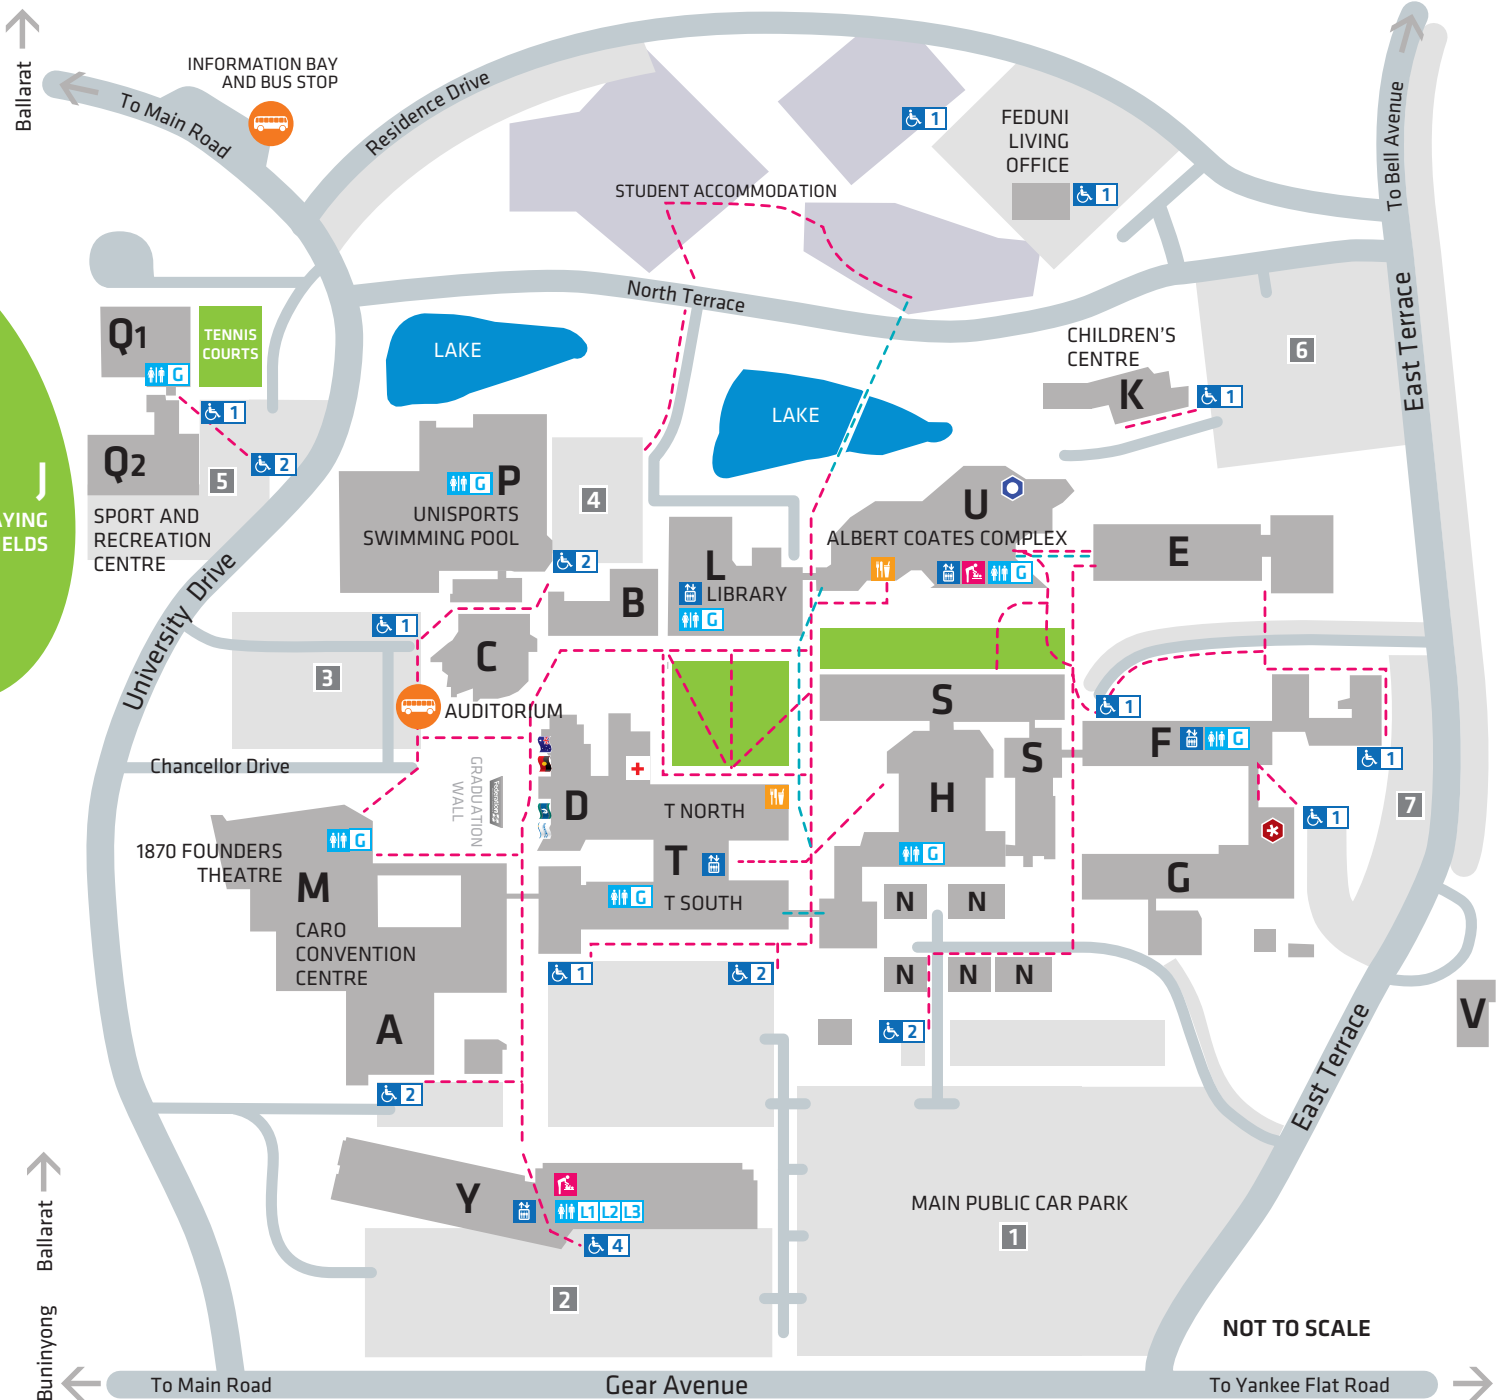 Ballarat
INFORMATION BAY
AND BUS STOP
To Main Road
Residence Drive
1
FEDUNI
LIVING
OFFICE
1
To Bell Avenue
STUDENT ACCOMMODATION
North Terrace
East Terrace
Q1
G
TENNIS
COURTS
LAKE
LAKE
CHILDREN'S
CENTRE
K
1
6
1
Q2
2
5
SPORT AND
RECREATION
CENTRE
J
AYING
ELDS
G
P
UNISPORTS
SWIMMING POOL
4
2
U
ALBERT COATES COMPLEX
G
E
L
LIBRARY
G
B
University Drive
1
C
3
AUDITORIUM
S
S
1
F
G
1
Chancellor Drive
GRADUATION
WALL
Federation
D
T NORTH
H
G
1
7
1870 FOUNDERS
THEATRE
G
M
CARO
CONVENTION
CENTRE
T
G
T SOUTH
N
N
G
1
2
N
N
N
2
V
A
2
East Terrace
Y
L1
L2
L3
4
MAIN PUBLIC CAR PARK
1
2
Ballarat
Buninyong
NOT TO SCALE
To Main Road
Gear Avenue
To Yankee Flat Road